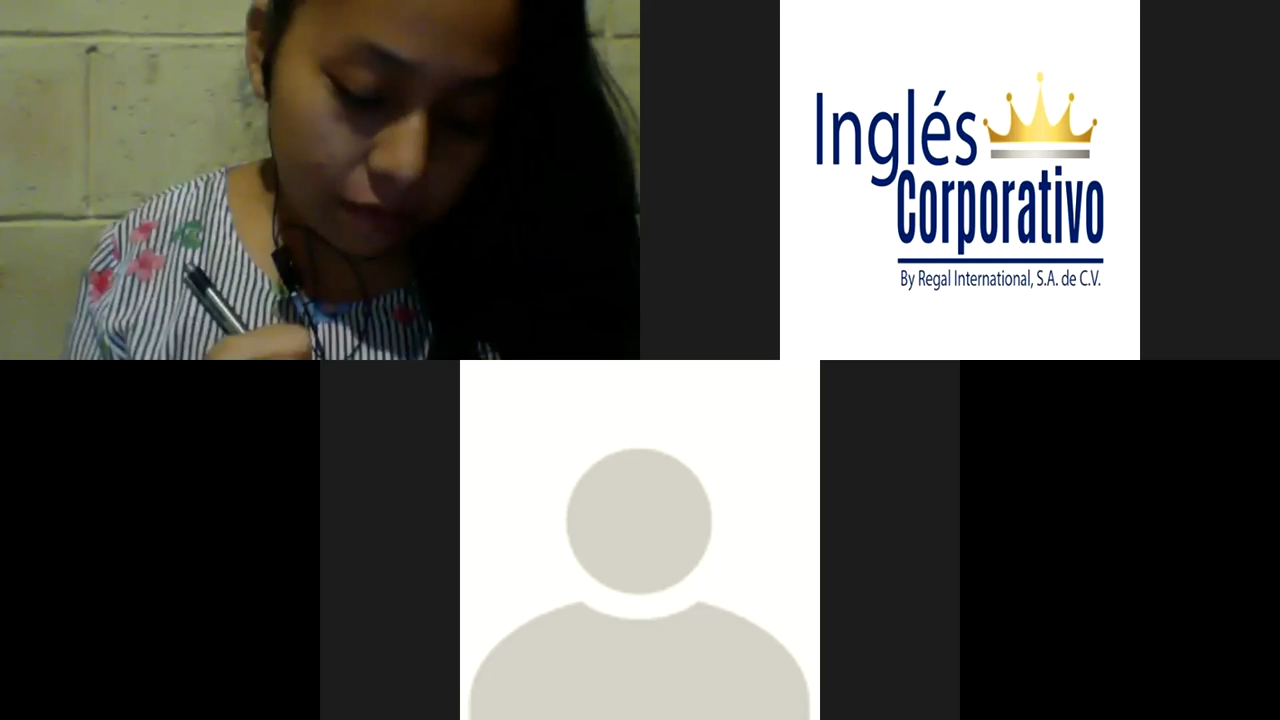 Inglés
Corporativo
By Regal International, S.A. de C.V.